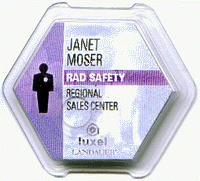 JANET
MOSER
RAD SAFETY
REGIONAL
SALES CENTER
luxel
LANDAUER